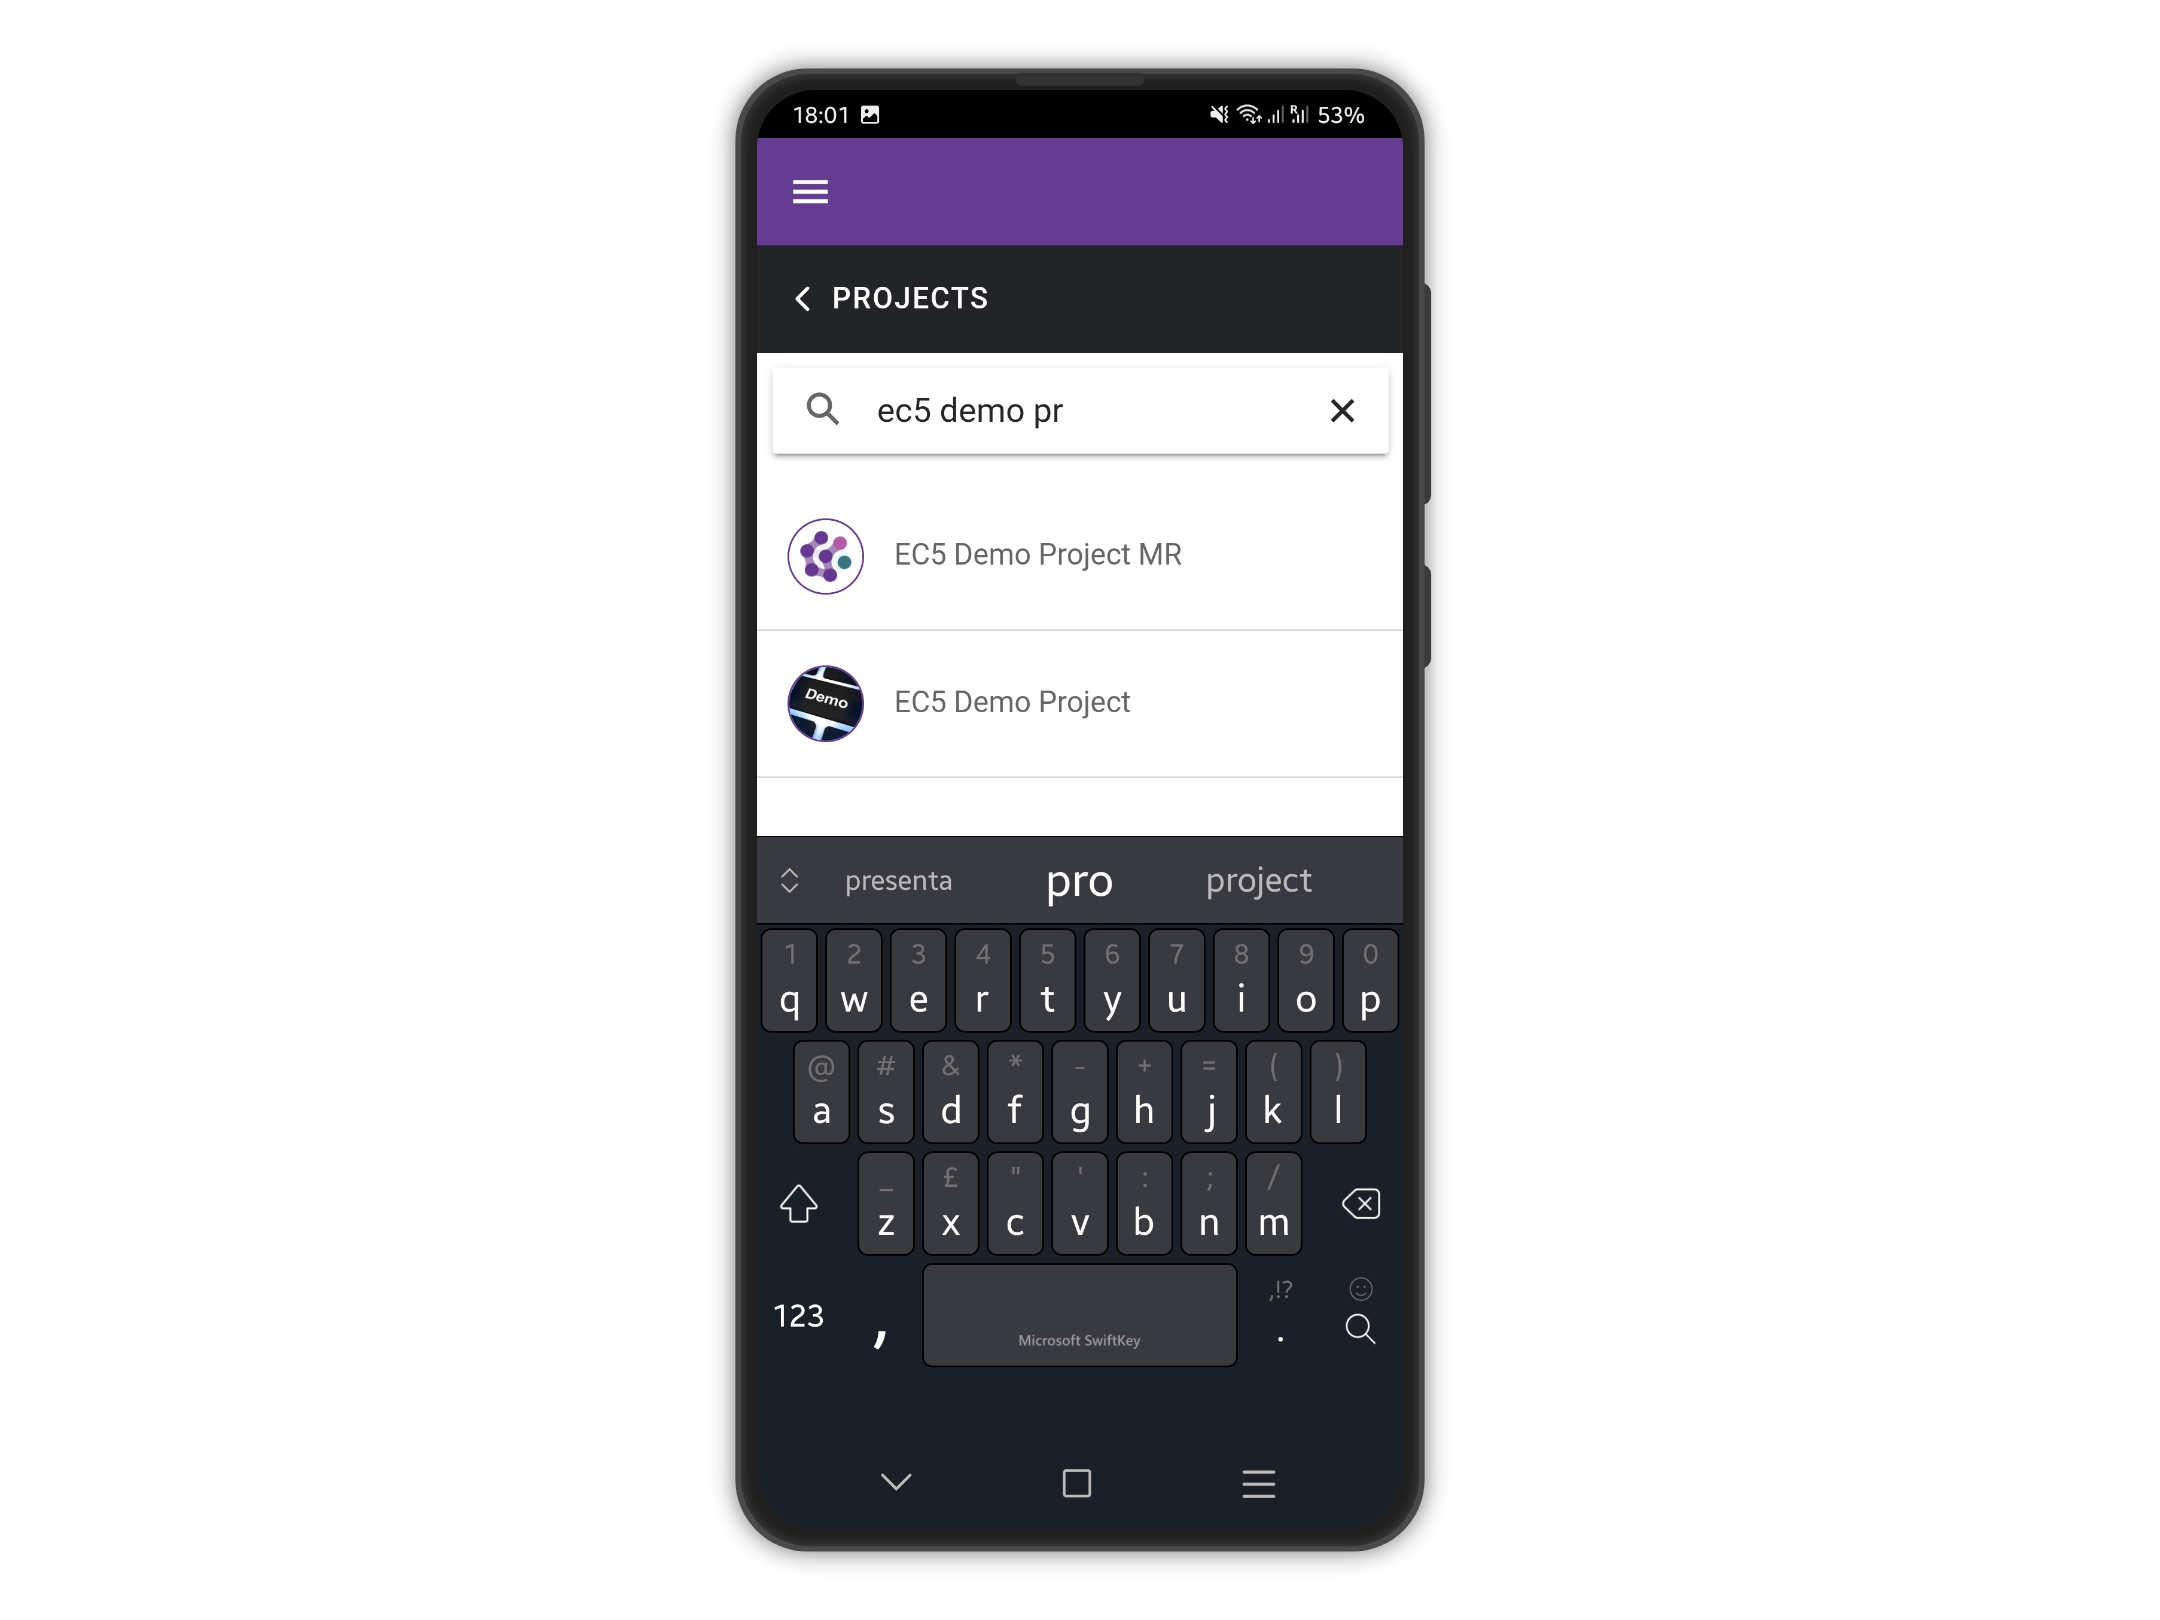 18:01 53%
PROJECTS
ec5 demo pr
EC5 Demo Project MR
Demo
EC5 Demo Project
presenta pro project
1 2 3 4 5 6 7 8 9 0
q w e r t y u i o p
@ # & * - + = ( )
a s d f g h j k l
_ £ " ' : ; /
z x c v b n m
,!?
123 , Microsoft SwiftKey .